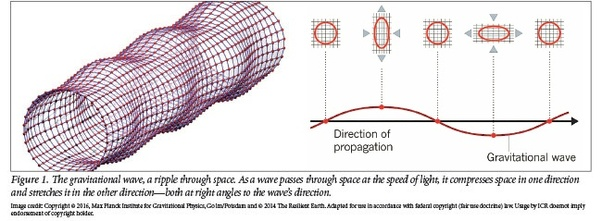 Direction of
propagation
Gravitational wave
Figure 1. The gravitational wave, a ripple through space. As a wave passes through space at the speed of light, it compresses space in one direction
and stretches it in the other direction—both at right angles to the wave's direction.
Image credit: Copyright © 2016, Max Planck Institute for Gravitational Physics, Golm/Potsdam and © 2014 The Resilient Earth. Adapted for use in accordance with federal copyright (fair use doctrine) law. Usage by ICR does not imply
endorsement of copyright holder.